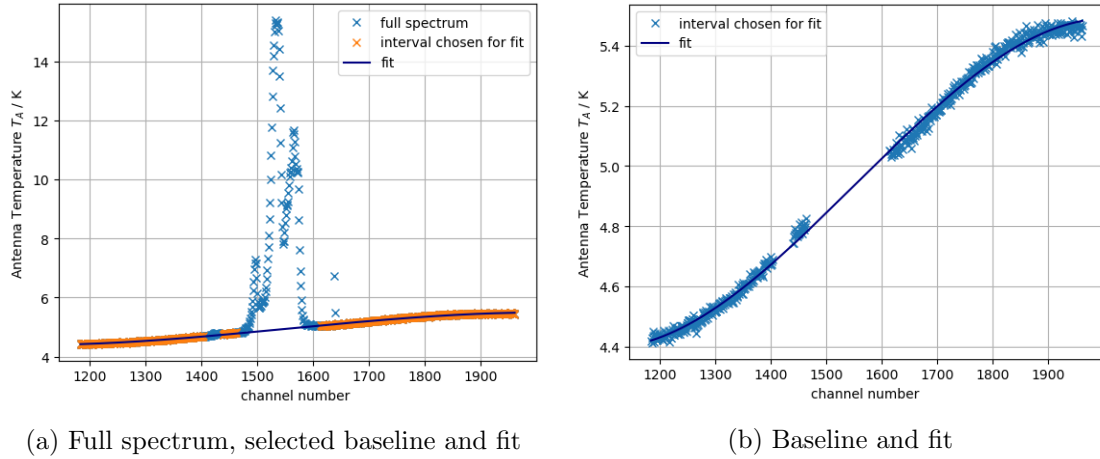 full spectrum
interval chosen for fit
fit
14
12
10
8
6
4
Antenna Temperature T_A / K
1200 1300 1400 1500 1600 1700 1800 1900
channel number
(a) Full spectrum, selected baseline and fit
interval chosen for fit
fit
5.4
5.2
5.0
4.8
4.6
4.4
Antenna Temperature T_A / K
1200 1300 1400 1500 1600 1700 1800 1900
channel number
(b) Baseline and fit